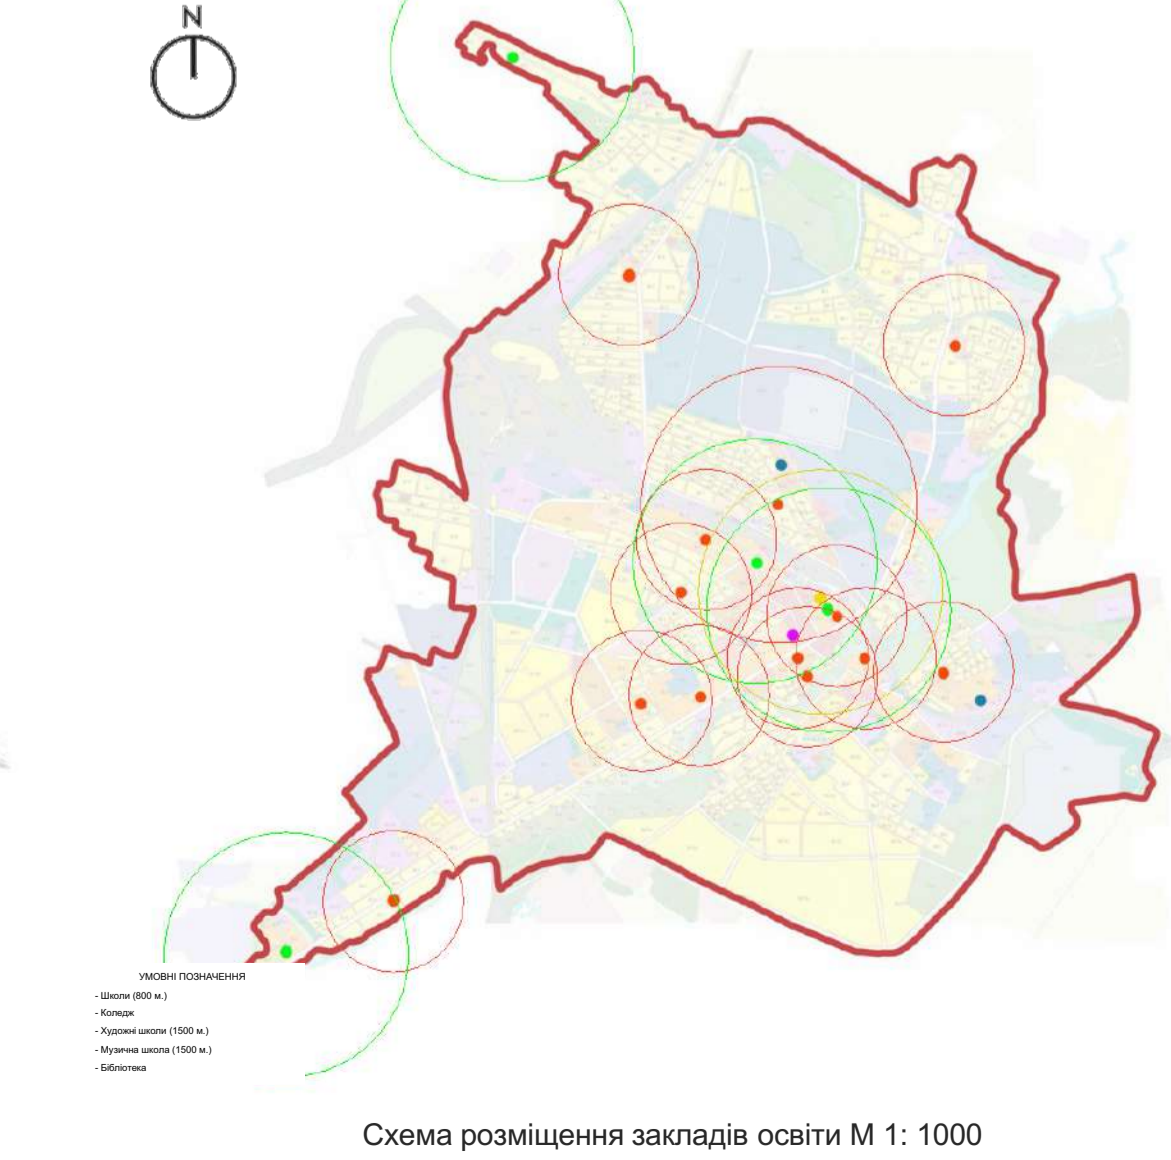 N
УМОВНІ ПОЗНАЧЕННЯ
- Школи (800 м.)
- Коледж
- Художні школи (1500 м.)
- Музична школа (1500 м.)
- Бібліотека
Схема розміщення закладів освіти М 1: 1000